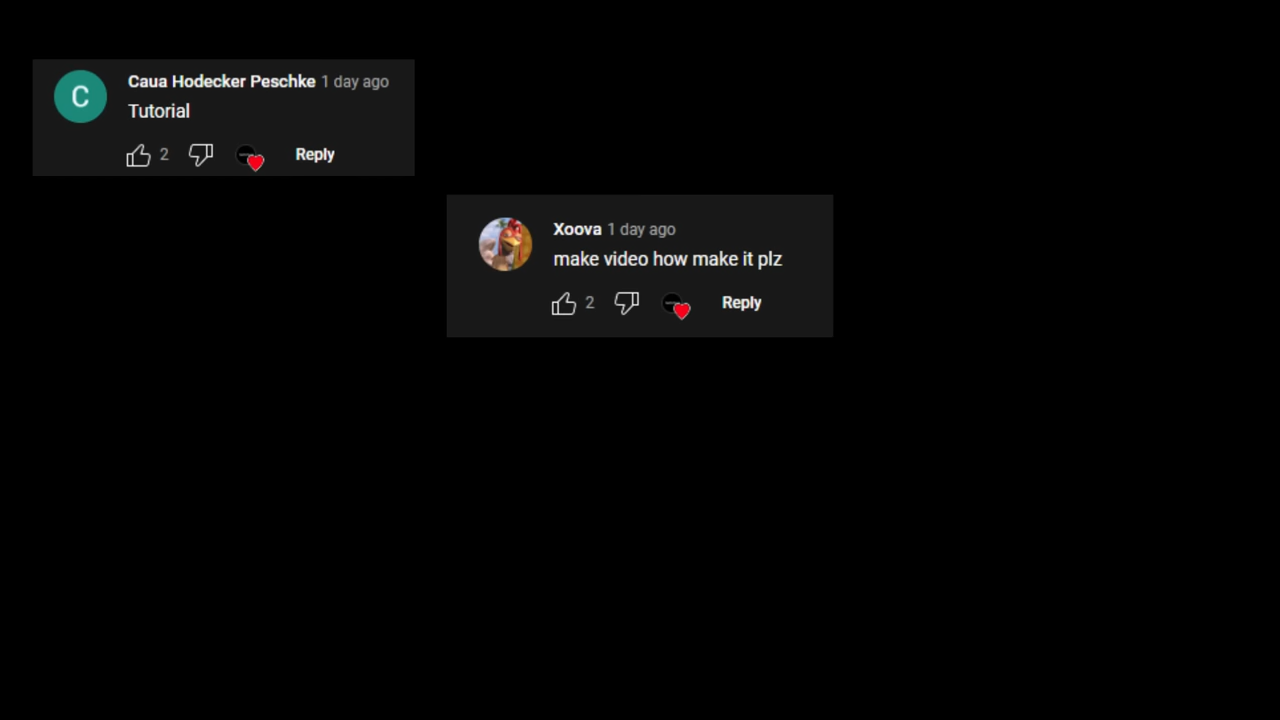 C
Caua Hodecker Peschke 1 day ago
Tutorial
2 Reply
Xoova 1 day ago
make video how make it plz
2 Reply